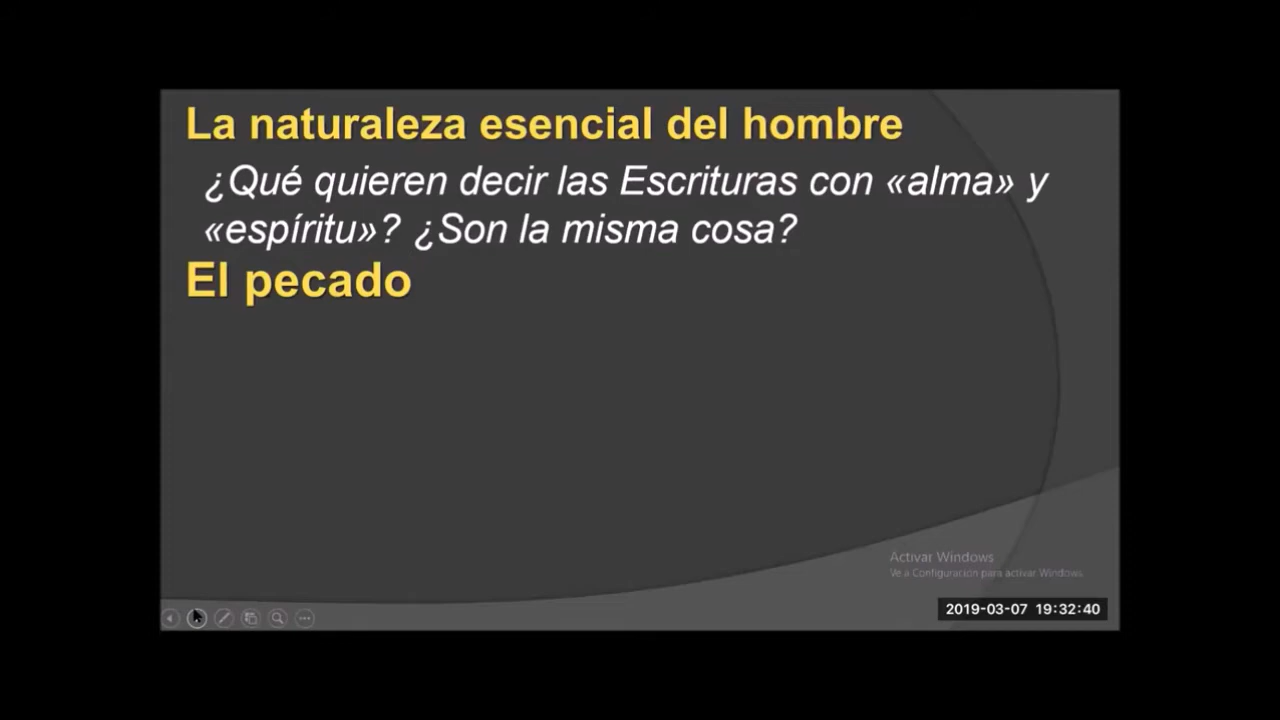 La naturaleza esencial del hombre
¿Qué quieren decir las Escrituras con «alma» y
«espíritu»? ¿Son la misma cosa?
El pecado
Activar Windows
Ve a Configuración para activar Windows.
2019-03-07 19:32:40